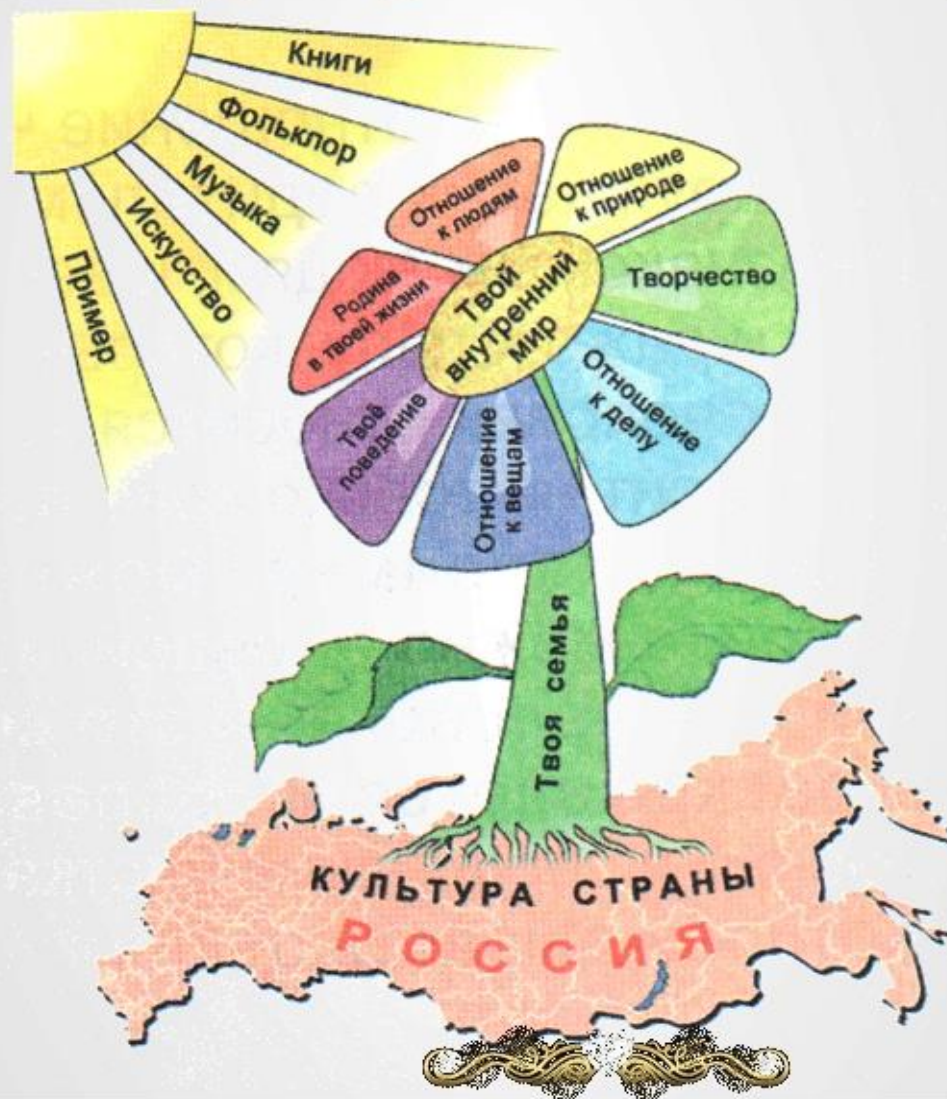 Книги
Фольклор
Музыка
Искусство
Пример
Отношение
к людям
Отношение
к природе
Творчество
Отношение
к делу
Отношение
к вещам
Твоё
поведение
Родина
в твоей жизни
Твой
внутренний
мир
Твоя семья
КУЛЬТУРА СТРАНЫ
РОССИЯ